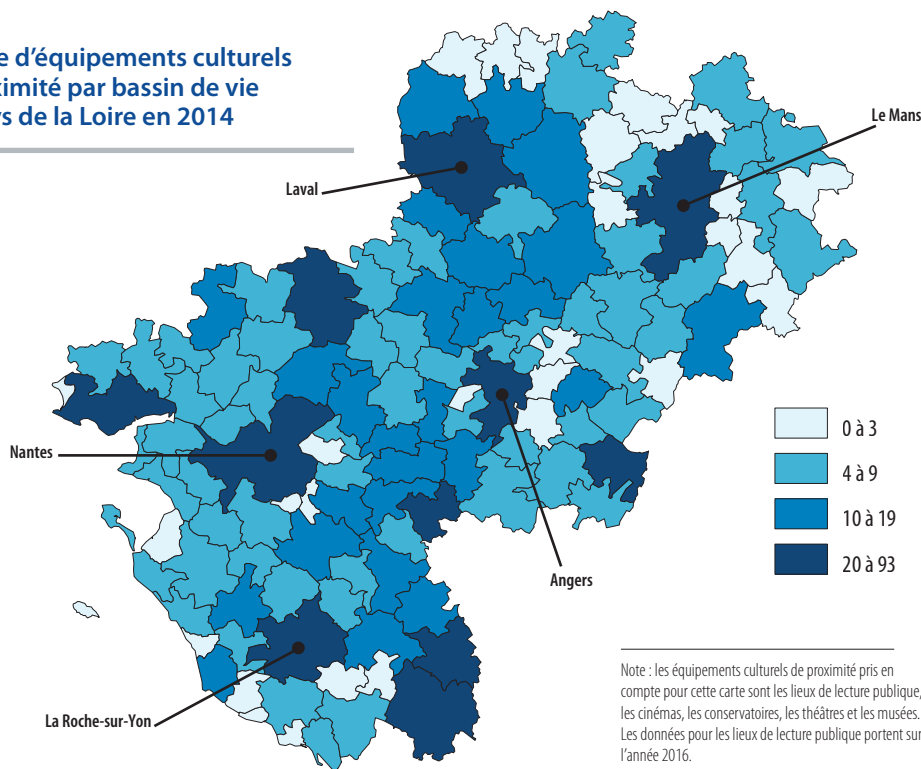 e d'équipements culturels
ximité par bassin de vie
s de la Loire en 2014
Le Mans
Laval
Nantes
Angers
La Roche-sur-Yon
0 à 3
4 à 9
10 à 19
20 à 93
Note : les équipements culturels de proximité pris en
compte pour cette carte sont les lieux de lecture publique,
les cinémas, les conservatoires, les théâtres et les musées.
Les données pour les lieux de lecture publique portent sur
l'année 2016.